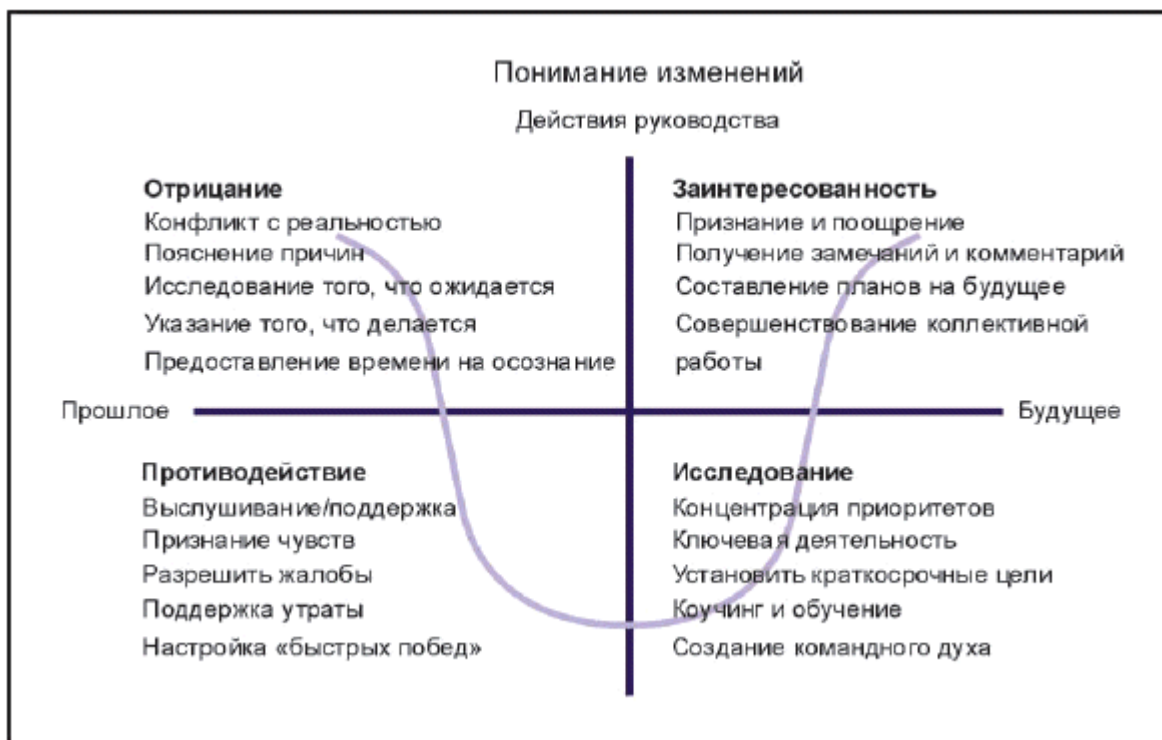 Понимание изменений
Действия руководства
Отрицание
Конфликт с реальностью
Пояснение причин
Исследование того, что ожидается
Указание того, что делается
Предоставление времени на осознание
Заинтересованность
Признание и поощрение
Получение замечаний и комментарий
Составление планов на будущее
Совершенствование коллективной
работы
Прошлое
Будущее
Противодействие
Выслушивание/поддержка
Признание чувств
Разрешить жалобы
Поддержка утраты
Настройка «быстрых побед»
Исследование
Концентрация приоритетов
Ключевая деятельность
Установить краткосрочные цели
Коучинг и обучение
Создание командного духа